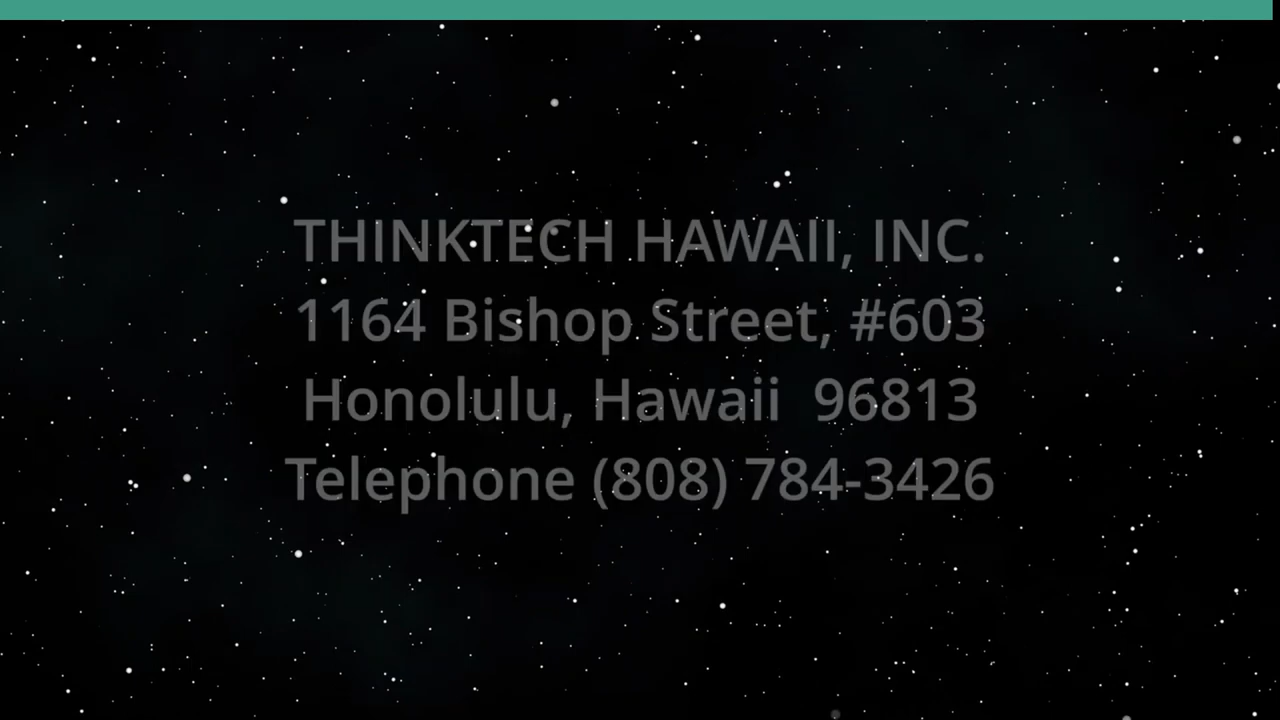 THINKTECH HAWAII, INC.
1164 Bishop Street, #603
Honolulu, Hawaii  96813
Telephone (808) 784-3426